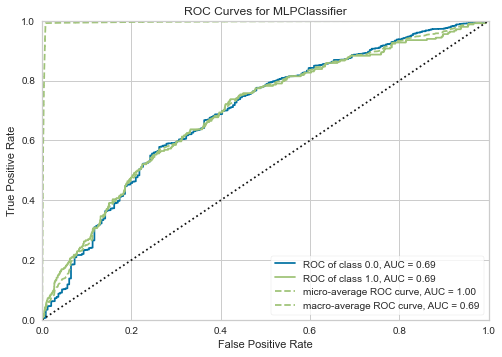 ROC Curves for MLPClassifier
True Positive Rate
1.0
0.8
0.6
0.4
0.2
0.0
ROC of class 0.0, AUC = 0.69
ROC of class 1.0, AUC = 0.69
micro-average ROC curve, AUC = 1.00
macro-average ROC curve, AUC = 0.69
0.0 0.2 0.4 0.6 0.8 1.0
False Positive Rate